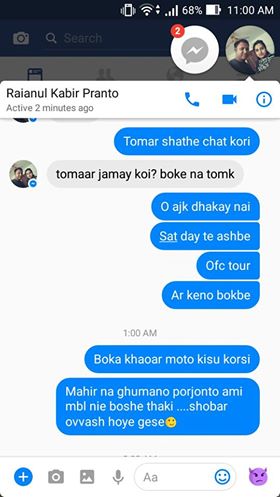 68% 11:00 AM
Search
2
Raianul Kabir Pranto
Active 2 minutes ago
Tomar shathe chat kori
tomaar jamay koi? boke na tomk
O ajk dhakay nai
Sat day te ashbe
Ofc tour
Ar keno bokbe
1:00 AM
Boka khaoar moto kisu korsi
Mahir na ghumano porjonto ami
mbl nie boshe thaki ....shobar
ovvash hoye gese🙂
Aa